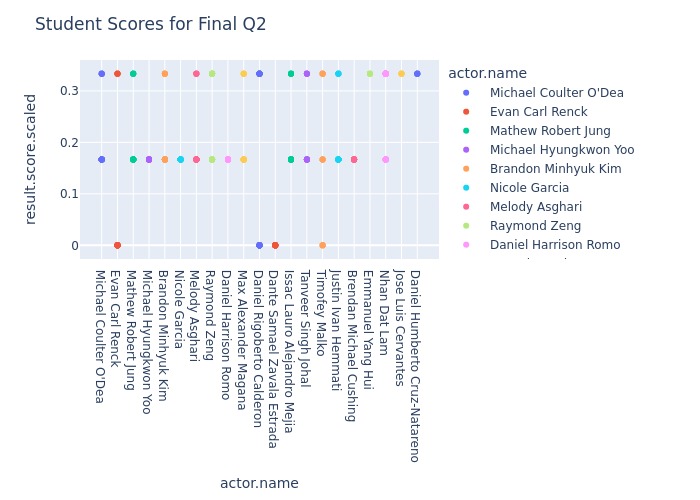 Student Scores for Final Q2
result.score.scaled
0.3
0.2
0.1
0
Michael Coulter O'Dea
Evan Carl Renck
Mathew Robert Jung
Michael Hyungkwon Yoo
Brandon Minhyuk Kim
Nicole Garcia
Melody Asghari
Raymond Zeng
Daniel Harrison Romo
Max Alexander Magana
Daniel Rigoberto Calderon
Dante Samael Zavala Estrada
Issac Lauro Alejandro Mejia
Tanveer Singh Johal
Timofey Malko
Justin Ivan Hemmati
Brendan Michael Cushing
Emmanuel Yang Hui
Nhan Dat Lam
Jose Luis Cervantes
Daniel Humberto Cruz-Natareno
actor.name
actor.name
Michael Coulter O'Dea
Evan Carl Renck
Mathew Robert Jung
Michael Hyungkwon Yoo
Brandon Minhyuk Kim
Nicole Garcia
Melody Asghari
Raymond Zeng
Daniel Harrison Romo